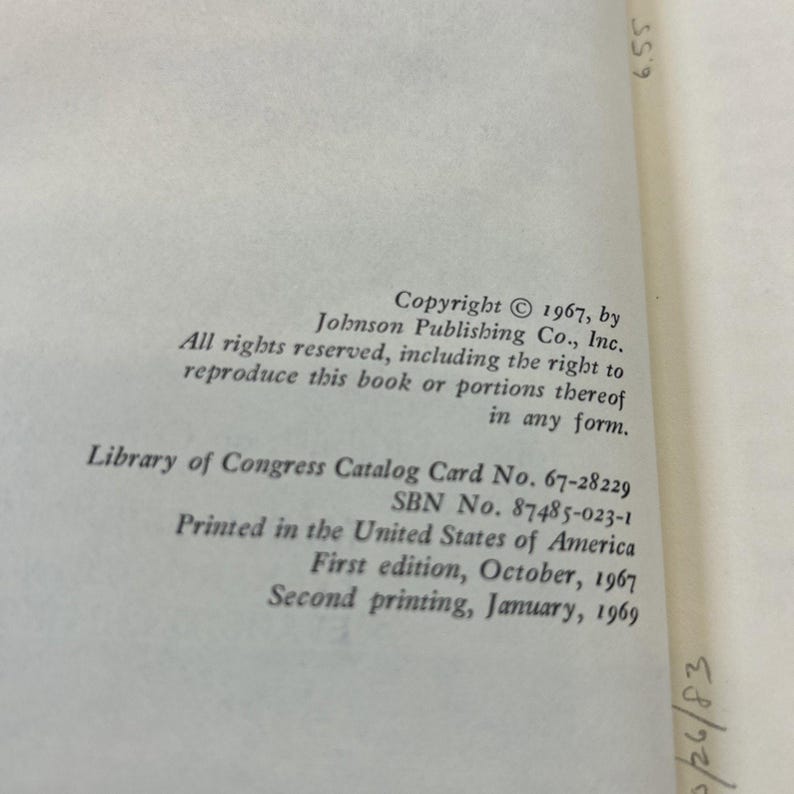 Copyright © 1967, by
Johnson Publishing Co., Inc.
All rights reserved, including the right to
reproduce this book or portions thereof
in any form.
Library of Congress Catalog Card No. 67-28229
SBN No. 87485-023-1
Printed in the United States of America
First edition, October, 1967
Second printing, January, 1969
6.55
/26/83